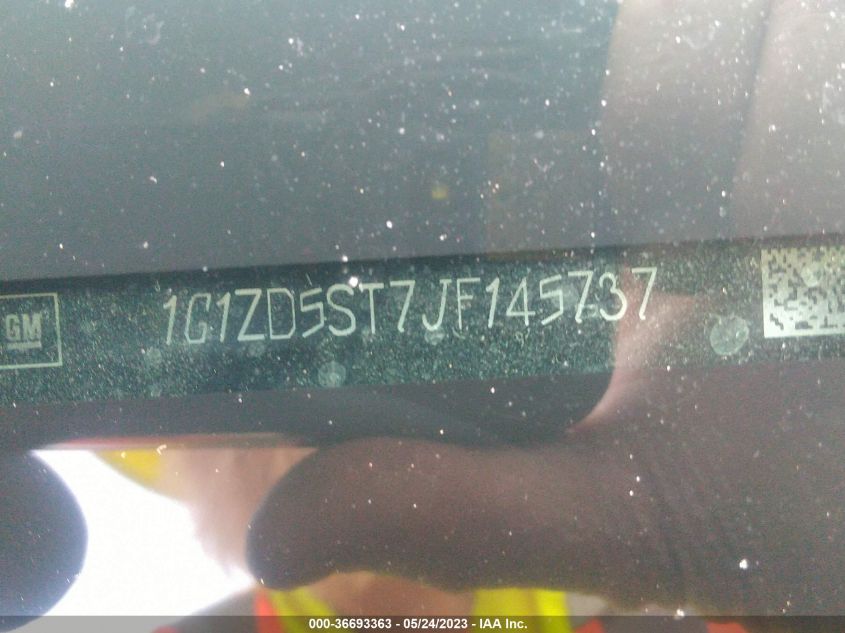 GM 1G1ZD5ST7JF145737
000-36693363 - 05/24/2023 - IAA Inc.